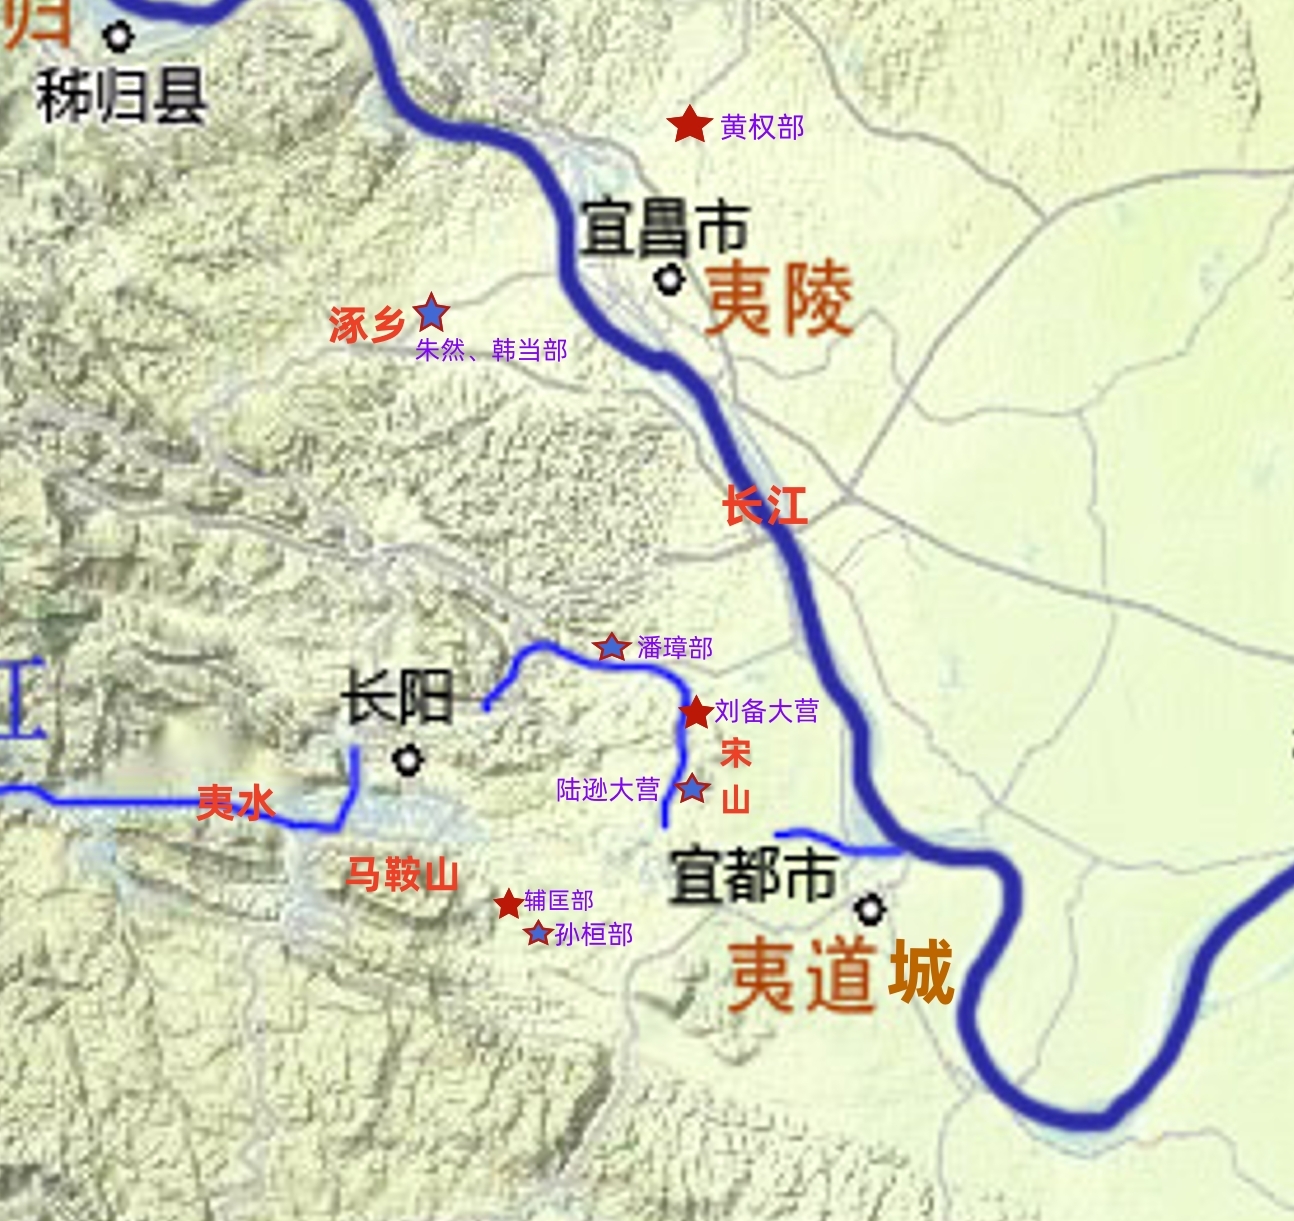 归
秭归县
黄权部
宜昌市
夷陵
涿乡
朱然、韩当部
长江
潘璋部
江
长阳
刘备大营
宋
山
陆逊大营
夷水
马鞍山
宜都市
辅匡部
孙桓部
夷道城